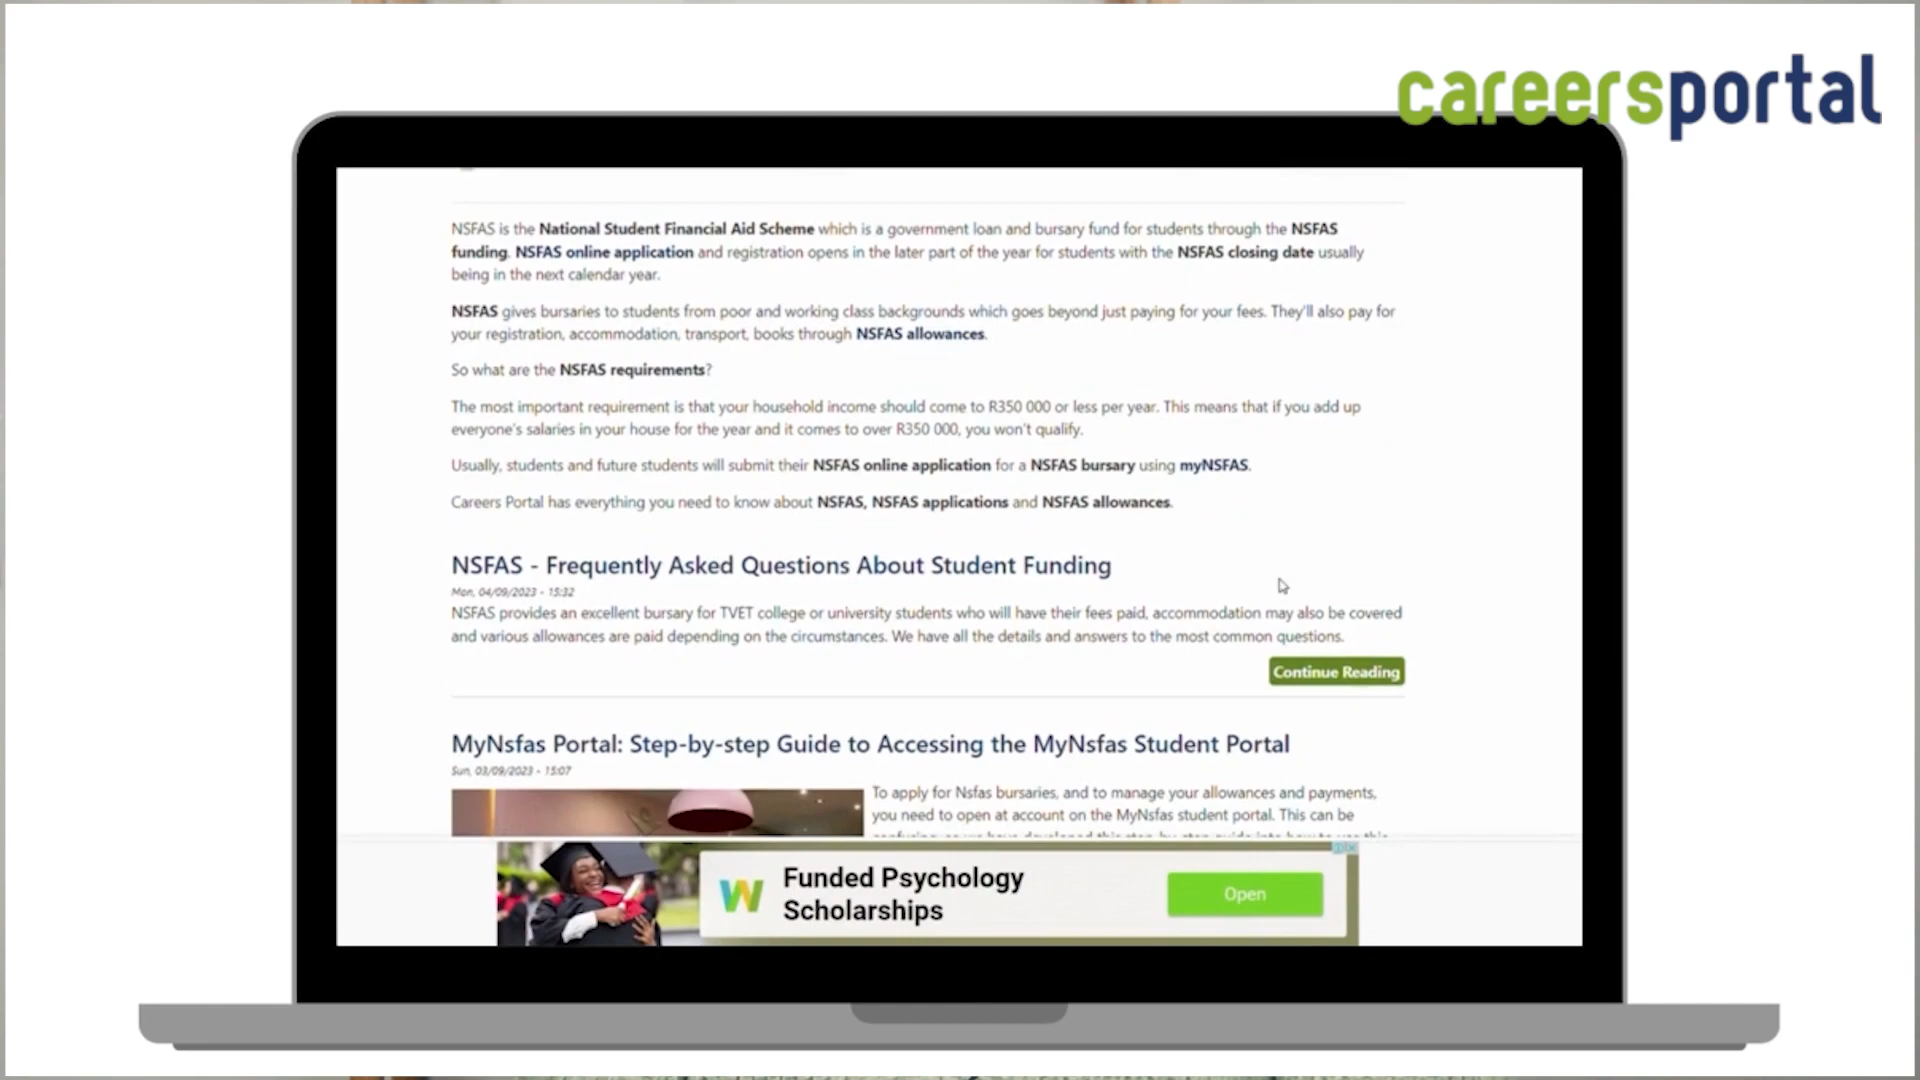 careersportal
NSFAS is the National Student Financial Aid Scheme which is a government loan and bursary fund for students through the NSFAS
funding. NSFAS online application and registration opens in the later part of the year for students with the NSFAS closing date usually
being in the next calendar year.
NSFAS gives bursaries to students from poor and working class backgrounds which goes beyond just paying for your fees. They'll also pay for
your registration, accommodation, transport, books through NSFAS allowances.
So what are the NSFAS requirements?
The most important requirement is that your household income should come to R350 000 or less per year. This means that if you add up
everyone's salaries in your house for the year and it comes to over R350 000, you won't qualify.
Usually, students and future students will submit their NSFAS online application for a NSFAS bursary using myNSFAS.
Careers Portal has everything you need to know about NSFAS, NSFAS applications and NSFAS allowances.
NSFAS - Frequently Asked Questions About Student Funding
Mon, 04/09/2023 - 15:32
NSFAS provides an excellent bursary for TVET college or university students who will have their fees paid, accommodation may also be covered
and various allowances are paid depending on the circumstances. We have all the details and answers to the most common questions.
Continue Reading
MyNsfas Portal: Step-by-step Guide to Accessing the MyNsfas Student Portal
Sun, 03/09/2023 - 15:07
To apply for Nsfas bursaries, and to manage your allowances and payments,
you need to open at account on the MyNsfas student portal. This can be
Funded Psychology
Scholarships
Open